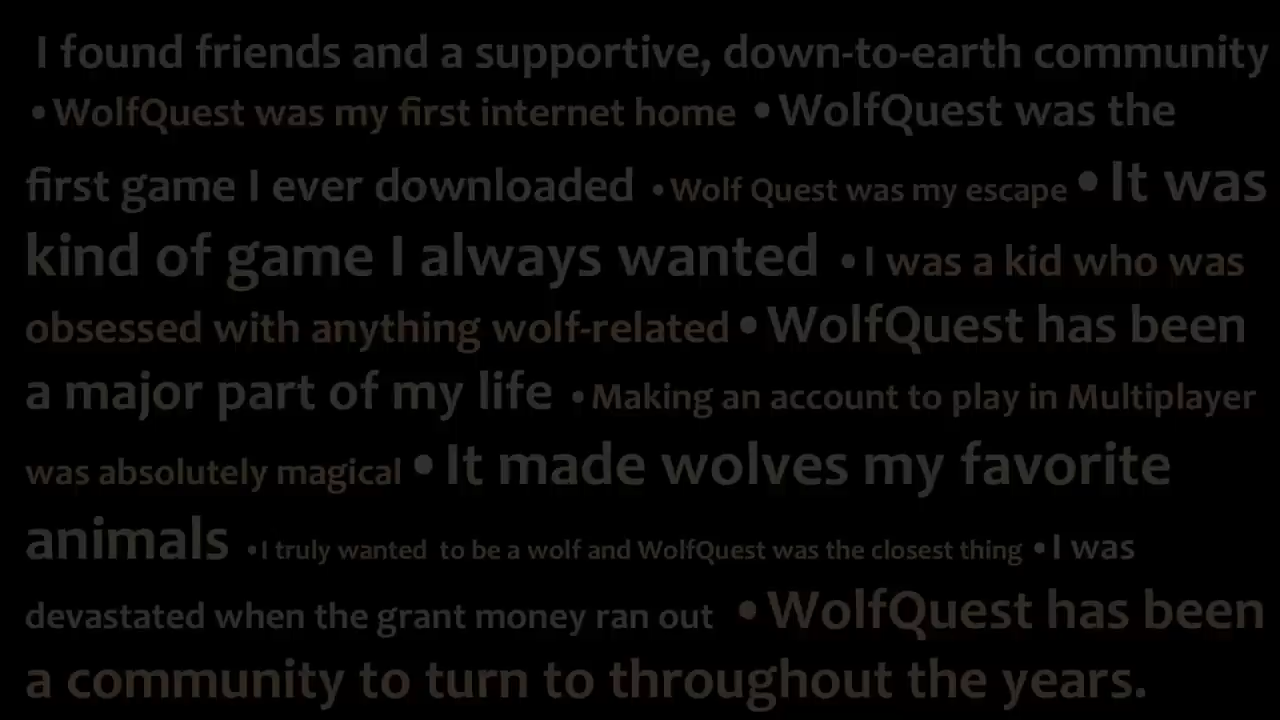 I found friends and a supportive, down-to-earth community
•WolfQuest was my first internet home •WolfQuest was the
first game I ever downloaded •Wolf Quest was my escape •It was
kind of game I always wanted •I was a kid who was
obsessed with anything wolf-related•WolfQuest has been
a major part of my life •Making an account to play in Multiplayer
was absolutely magical •It made wolves my favorite
animals •I truly wanted to be a wolf and WolfQuest was the closest thing •I was
devastated when the grant money ran out •WolfQuest has been
a community to turn to throughout the years.